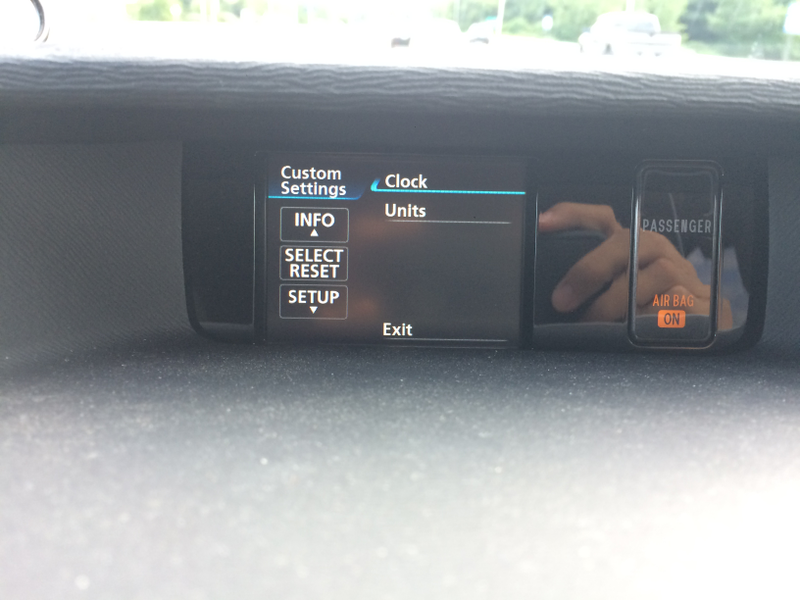 Custom
Settings
Clock
Units
INFO
▲
SELECT
RESET
SETUP
▼
Exit
PASSENGER
AIR BAG
ON